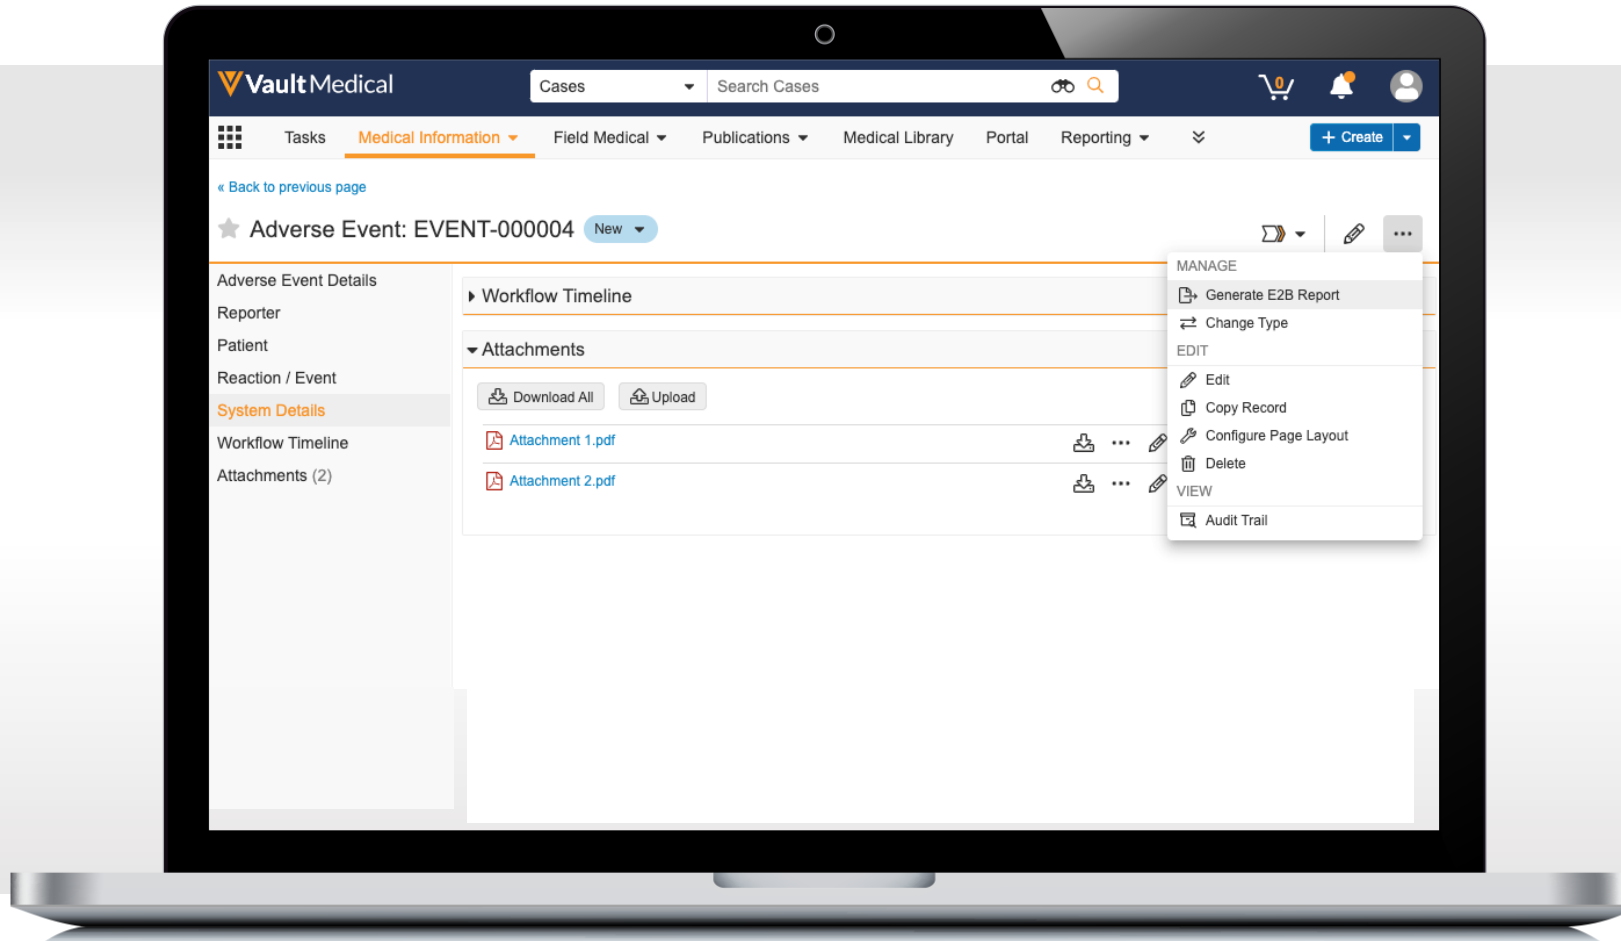 Vault Medical
Cases
Search Cases
0
Tasks
Medical Information
Field Medical
Publications
Medical Library
Portal
Reporting
+ Create
« Back to previous page
Adverse Event: EVENT-000004
New
Adverse Event Details
Reporter
Patient
Reaction / Event
System Details
Workflow Timeline
Attachments (2)
Workflow Timeline
Attachments
Download All
Upload
Attachment 1.pdf
Attachment 2.pdf
MANAGE
Generate E2B Report
Change Type
EDIT
Edit
Copy Record
Configure Page Layout
Delete
VIEW
Audit Trail